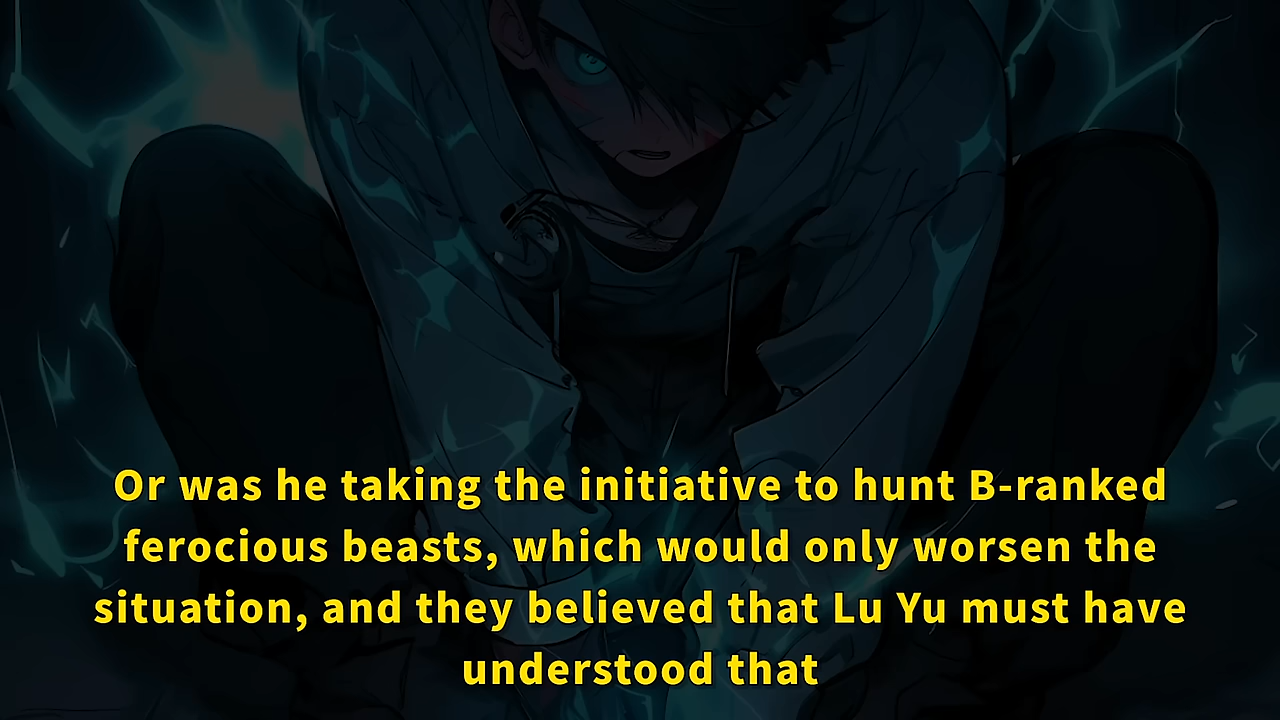 Or was he taking the initiative to hunt B-ranked
ferocious beasts, which would only worsen the
situation, and they believed that Lu Yu must have
understood that